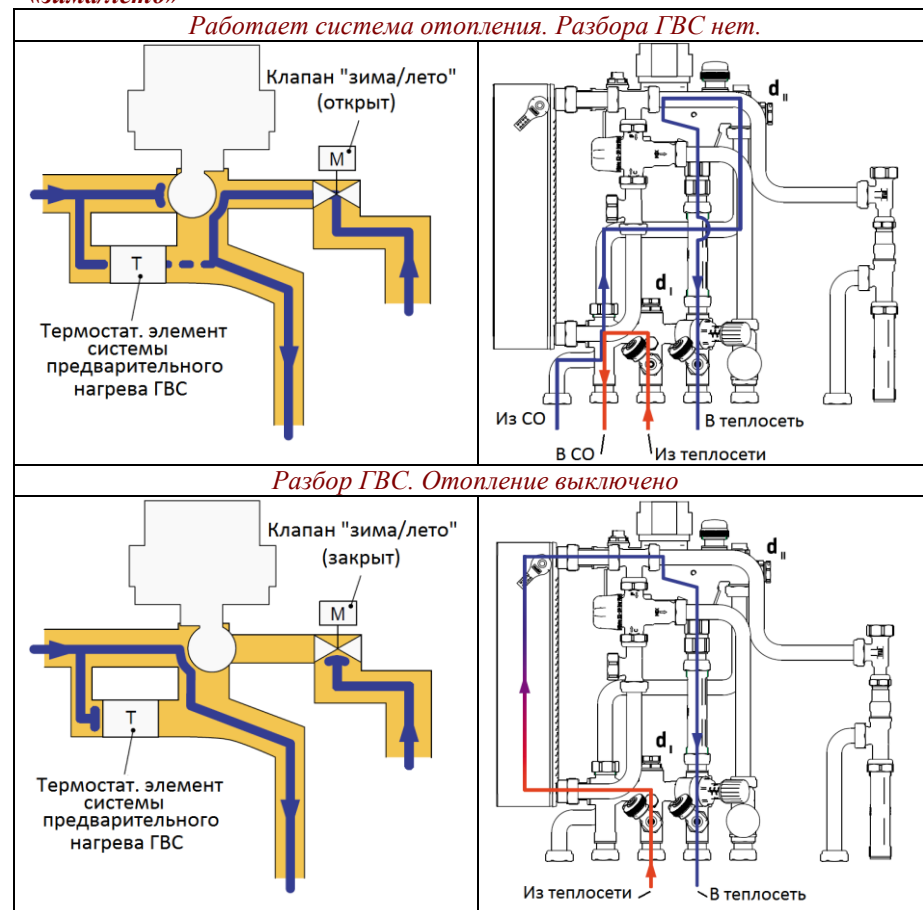 «зима/лето»
Работает система отопления. Разбора ГВС нет.
Клапан "зима/лето"
(открыт)
M
T
Термостат. элемент
системы
предварительного
нагрева ГВС
d II
d I
Из СО
В теплосеть
В СО
Из теплосети
Разбор ГВС. Отопление выключено
Клапан "зима/лето"
(закрыт)
M
T
Термостат. элемент
системы
предварительного
нагрева ГВС
d II
d I
Из теплосети
В теплосеть